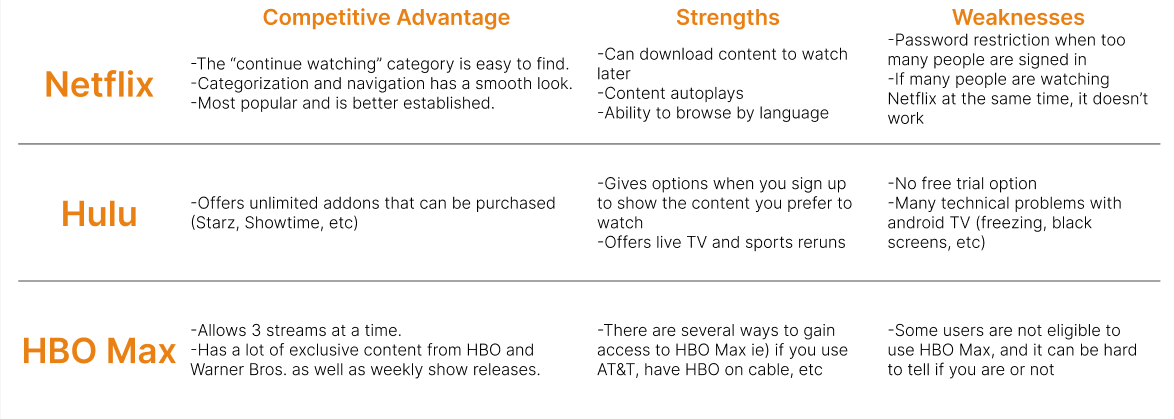 Competitive Advantage
Strengths
Weaknesses
Netflix
-The “continue watching” category is easy to find.
-Categorization and navigation has a smooth look.
-Most popular and is better established.
-Can download content to watch
later
-Content autoplays
-Ability to browse by language
-Password restriction when too
many people are signed in
-If many people are watching
Netflix at the same time, it doesn’t
work
Hulu
-Offers unlimited addons that can be purchased
(Starz, Showtime, etc)
-Gives options when you sign up
to show the content you prefer to
watch
-Offers live TV and sports reruns
-No free trial option
-Many technical problems with
android TV (freezing, black
screens, etc)
HBO Max
-Allows 3 streams at a time.
-Has a lot of exclusive content from HBO and
Warner Bros. as well as weekly show releases.
-There are several ways to gain
access to HBO Max ie) if you use
AT&T, have HBO on cable, etc
-Some users are not eligible to
use HBO Max, and it can be hard
to tell if you are or not